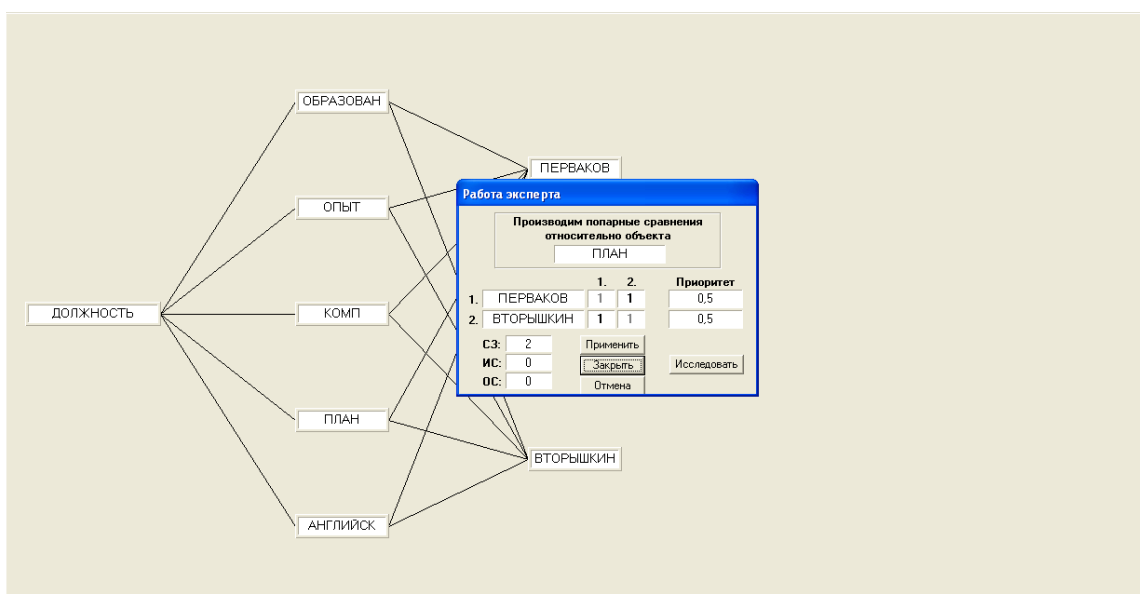 ОБРАЗОВАН
ПЕРВАКОВ
Работа эксперта
Производим попарные сравнения
относительно объекта
ПЛАН
ОПЫТ
1. 2. Приоритет
1. ПЕРВАКОВ 1 1 0,5
2. ВТОРЫШКИН 1 1 0,5
ДОЛЖНОСТЬ
КОМП
СЗ: 2 Применить
ИС: 0 Закрыть Исследовать
ОС: 0 Отмена
ПЛАН
ВТОРЫШКИН
АНГЛИЙСК